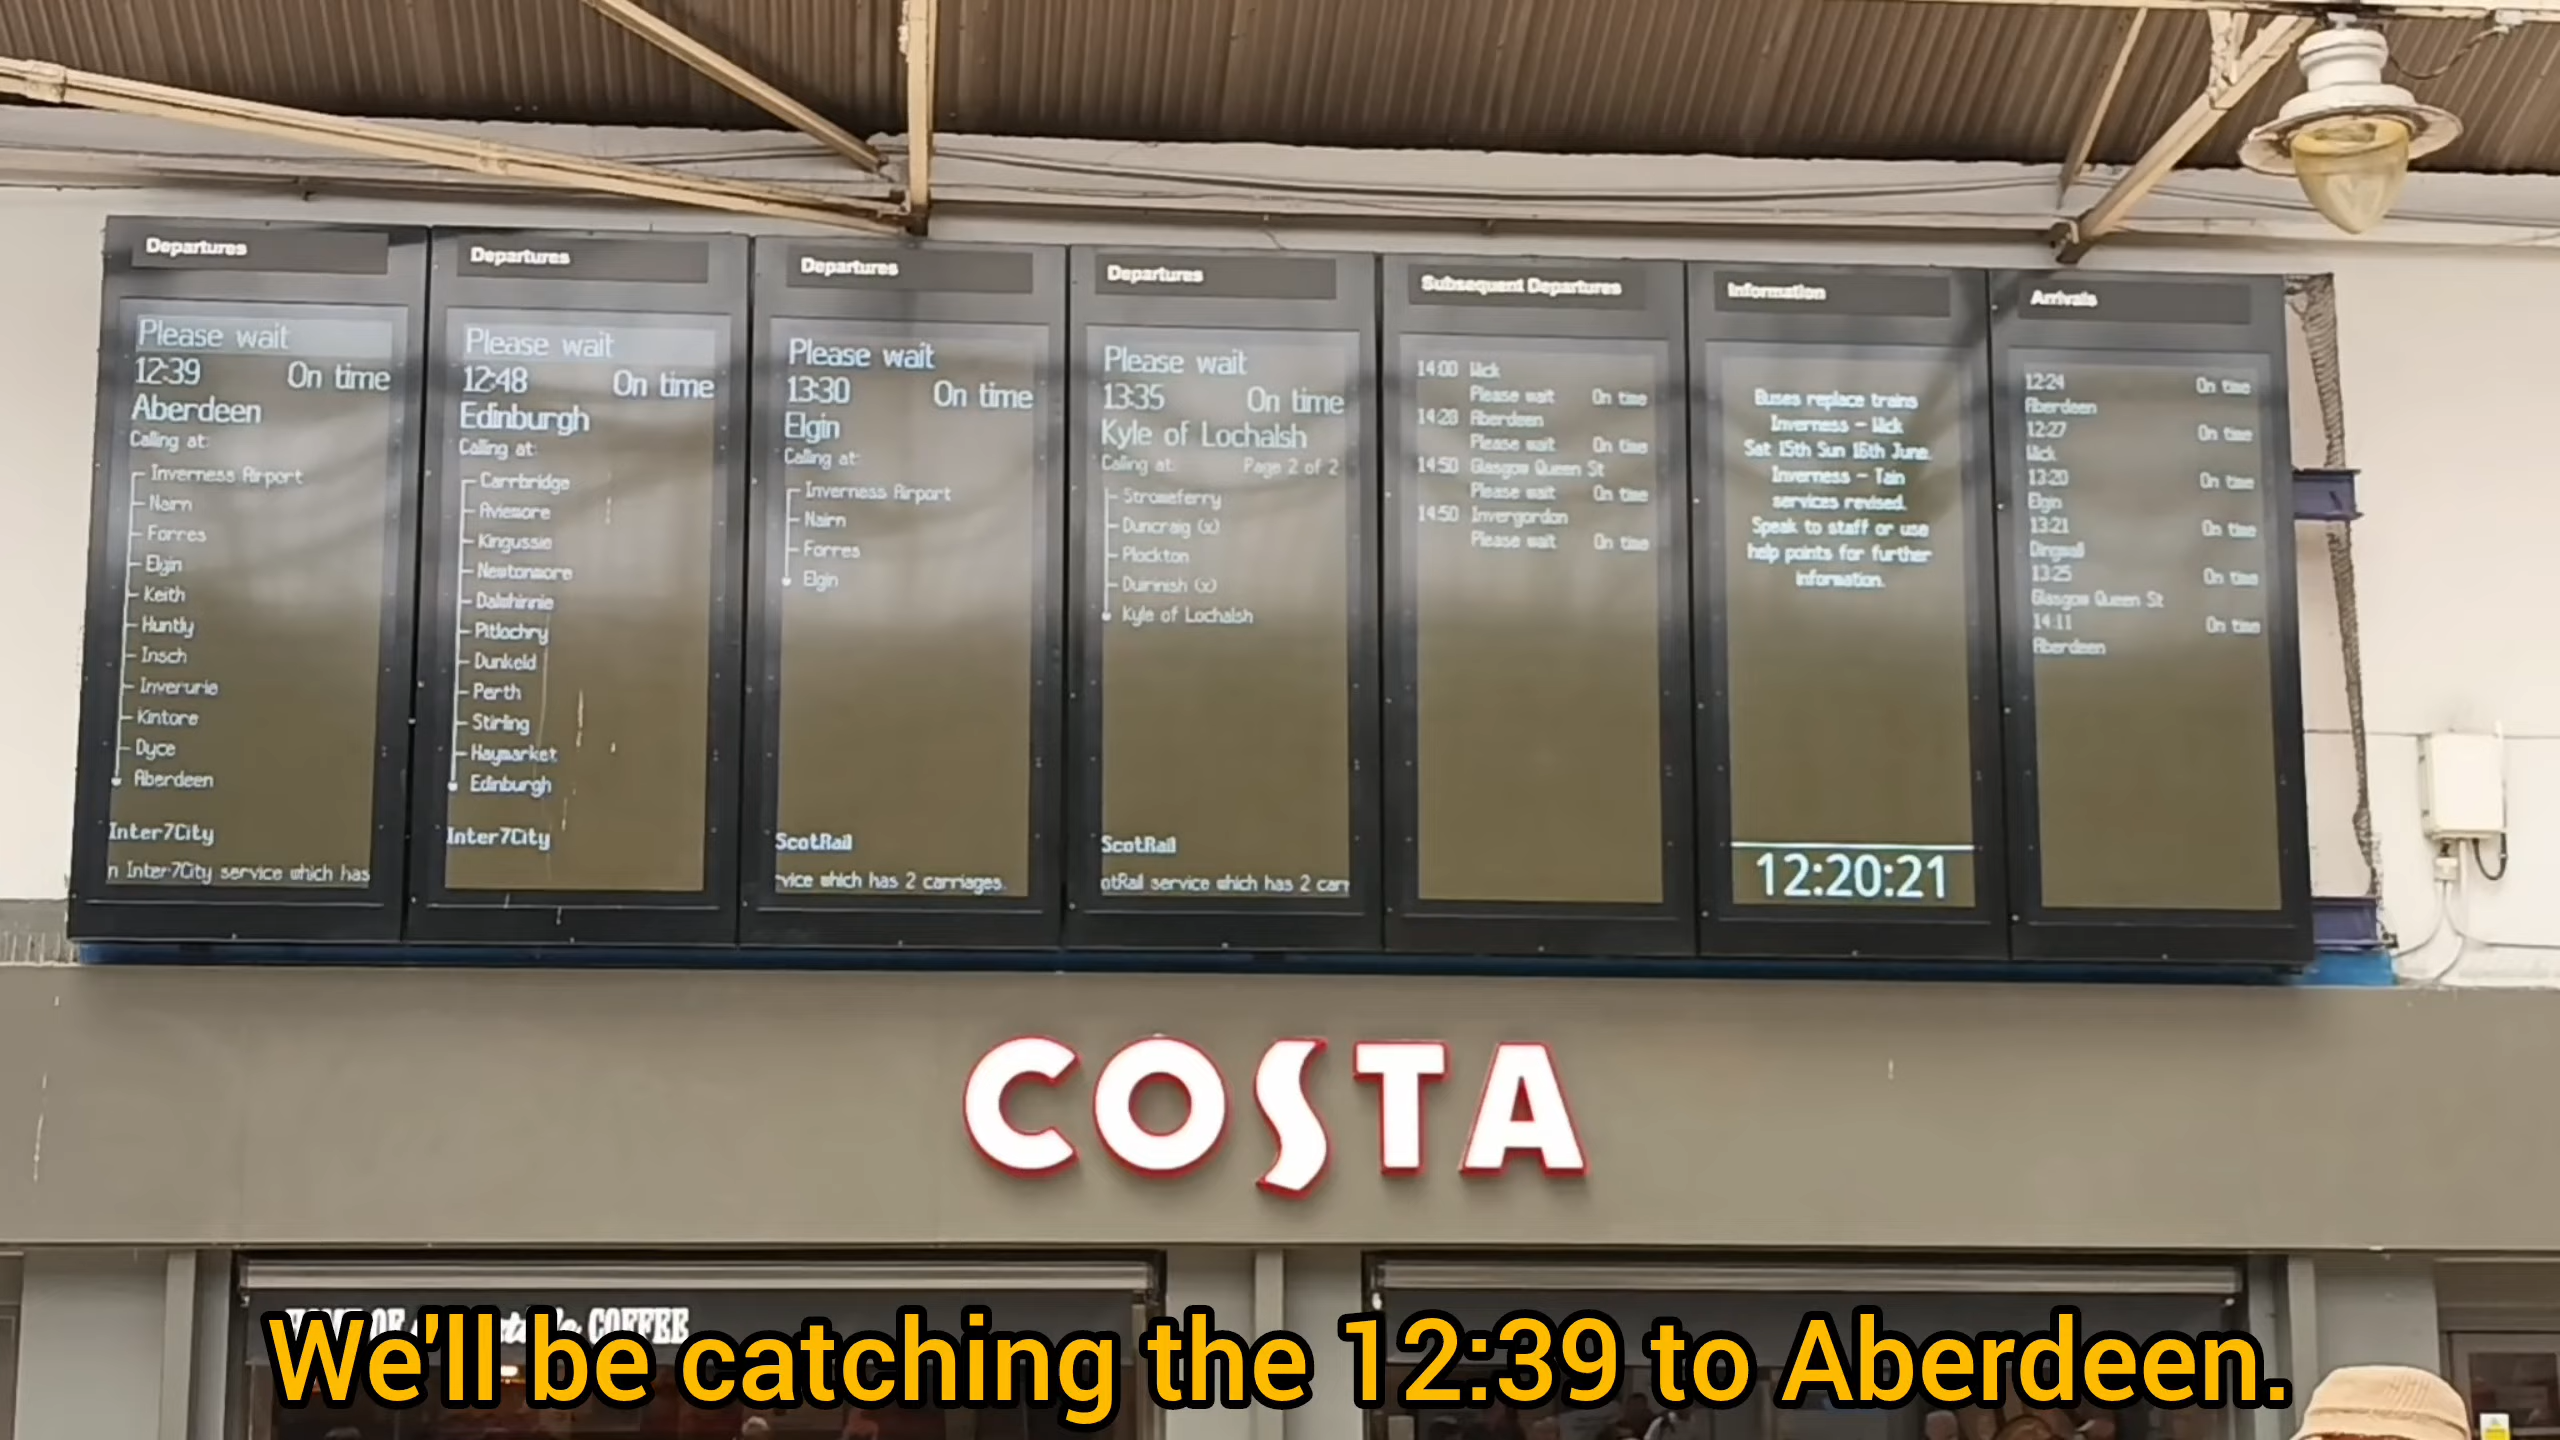 Departures
Please wait
12:39 On time
Aberdeen
Calling at:
Inverness Airport
Nairn
Forres
Elgin
Keith
Huntly
Insch
Inverurie
Kintore
Dyce
Aberdeen
Inter7City
n Inter7City service which has
Departures
Please wait
12:48 On time
Edinburgh
Calling at:
Carrbridge
Aviemore
Kingussie
Newtonmore
Dalwhinnie
Pitlochry
Dunkeld
Perth
Stirling
Haymarket
Edinburgh
Inter7City
Departures
Please wait
13:30 On time
Elgin
Calling at:
Inverness Airport
Nairn
Forres
Elgin
ScotRail
vice which has 2 carriages.
Departures
Please wait
13:35 On time
Kyle of Lochalsh
Calling at: Page 2 of 2
Stromeferry
Duncraig (x)
Plockton
Duirinish (x)
Kyle of Lochalsh
ScotRail
otRail service which has 2 carr
Subsequent Departures
14:00 Wick
Please wait On time
14:20 Aberdeen
Please wait On time
14:50 Glasgow Queen St
Please wait On time
14:50 Invergordon
Please wait On time
Information
Buses replace trains
Inverness - Wick
Sat 15th Sun 16th June.
Inverness - Tain
services revised.
Speak to staff or use
help points for further
information.
12:20:21
Arrivals
12:24 On time
Aberdeen
12:27 On time
Wick
13:20 On time
Elgin
13:21 On time
Dingwall
13:25 On time
Glasgow Queen St
14:11 On time
Aberdeen
COSTA
OF COFFEE
We'll be catching the 12:39 to Aberdeen.